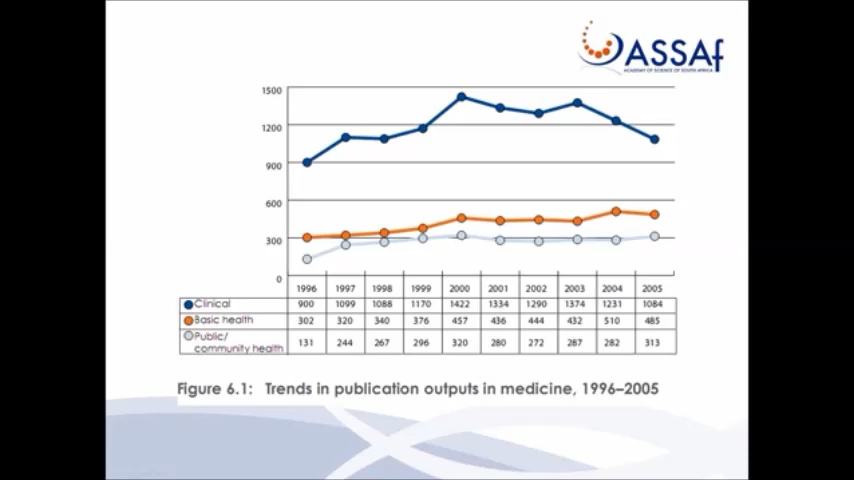 ASSAf
ACADEMY OF SCIENCE OF SOUTH AFRICA
1500
1200
900
600
300
0
1996 1997 1998 1999 2000 2001 2002 2003 2004 2005
Clinical 900 1099 1088 1170 1422 1334 1290 1374 1231 1084
Basic health 302 320 340 376 457 436 444 432 510 485
Public/
community health 131 244 267 296 320 280 272 287 282 313
Figure 6.1: Trends in publication outputs in medicine, 1996–2005